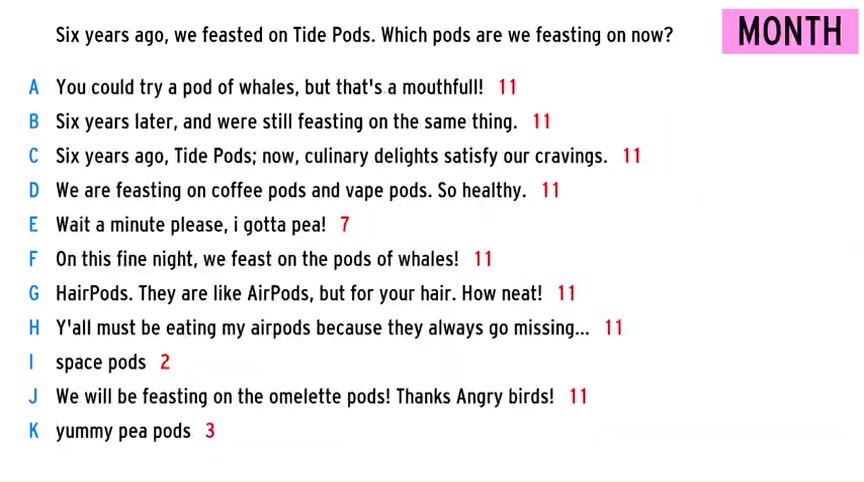 Six years ago, we feasted on Tide Pods. Which pods are we feasting on now?
MONTH
A You could try a pod of whales, but that's a mouthfull! 11
B Six years later, and were still feasting on the same thing. 11
C Six years ago, Tide Pods; now, culinary delights satisfy our cravings. 11
D We are feasting on coffee pods and vape pods. So healthy. 11
E Wait a minute please, i gotta pea! 7
F On this fine night, we feast on the pods of whales! 11
G HairPods. They are like AirPods, but for your hair. How neat! 11
H Y'all must be eating my airpods because they always go missing... 11
I space pods 2
J We will be feasting on the omelette pods! Thanks Angry birds! 11
K yummy pea pods 3